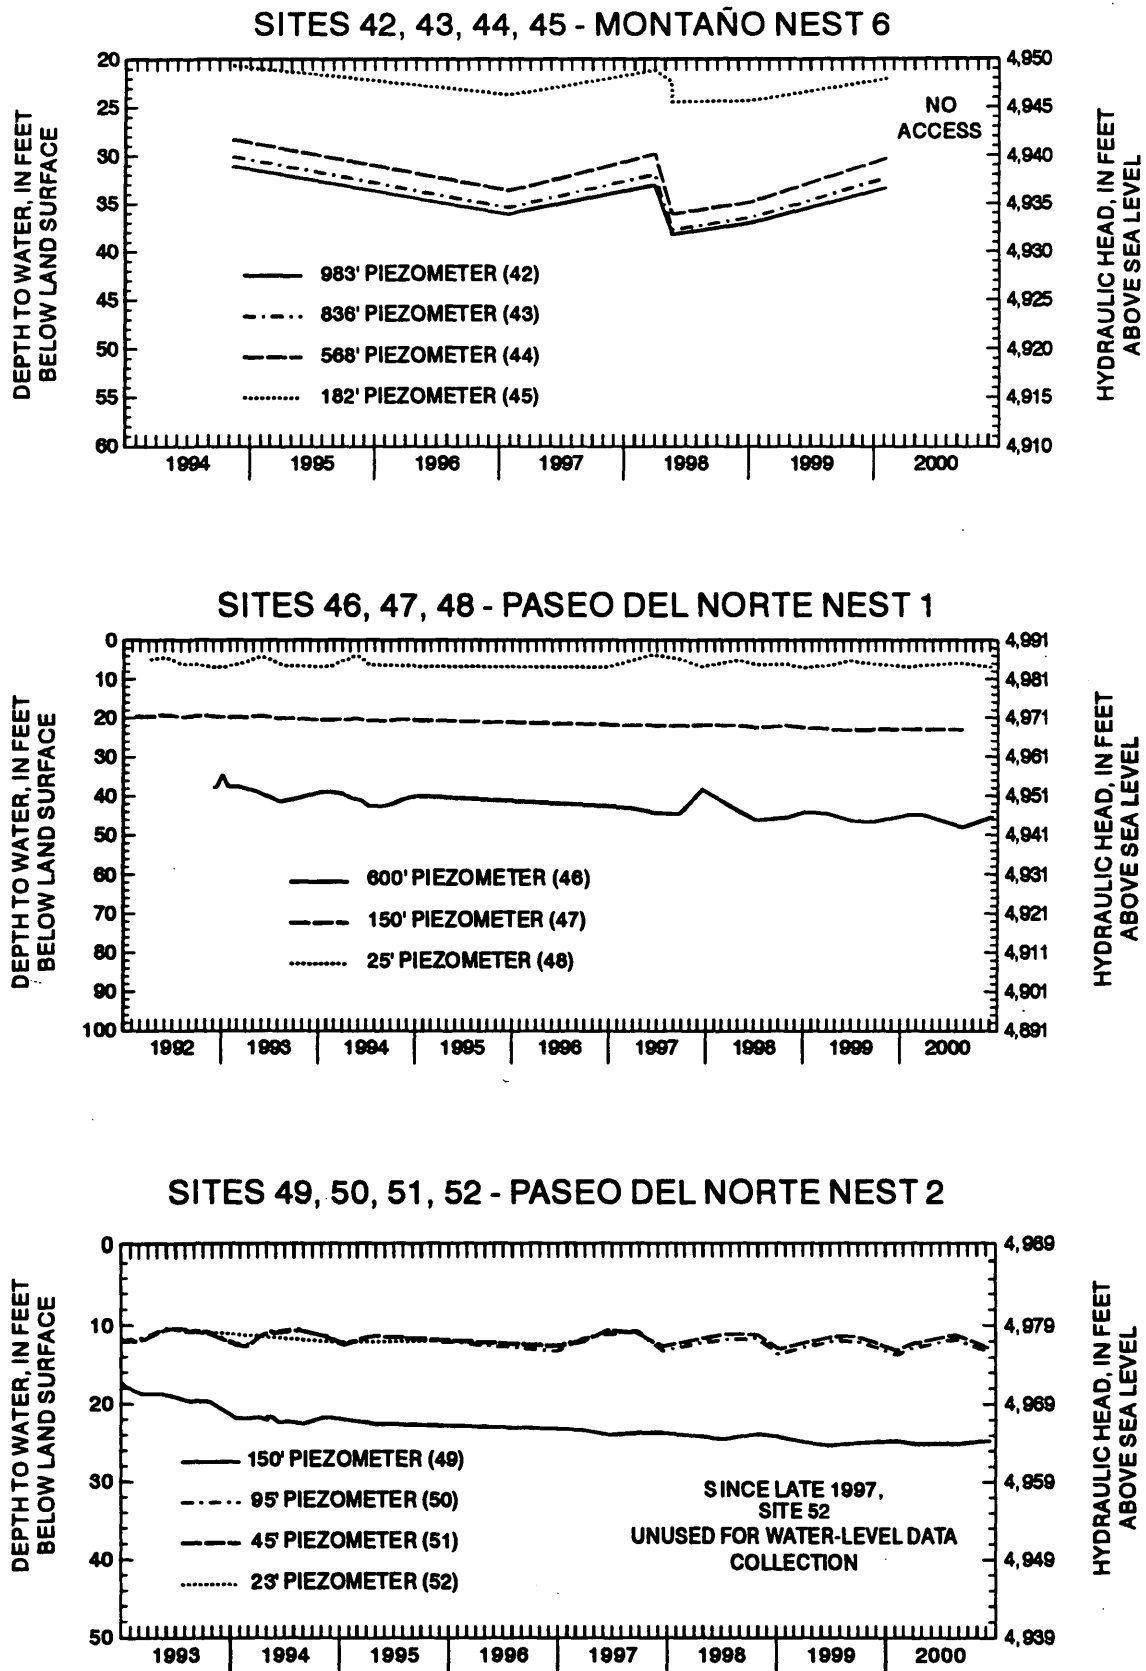 SITES 42, 43, 44, 45 - MONTAÑO NEST 6
DEPTH TO WATER, IN FEET
BELOW LAND SURFACE
20
25
30
35
40
45
50
55
60
NO
ACCESS
983' PIEZOMETER (42)
836' PIEZOMETER (43)
568' PIEZOMETER (44)
182' PIEZOMETER (45)
4,950
4,945
4,940
4,935
4,930
4,925
4,920
4,915
4,910
HYDRAULIC HEAD, IN FEET
ABOVE SEA LEVEL
1994 1995 1996 1997 1998 1999 2000
SITES 46, 47, 48 - PASEO DEL NORTE NEST 1
DEPTH TO WATER, IN FEET
BELOW LAND SURFACE
0
10
20
30
40
50
60
70
80
90
100
600' PIEZOMETER (46)
150' PIEZOMETER (47)
25' PIEZOMETER (48)
4,991
4,981
4,971
4,961
4,951
4,941
4,931
4,921
4,911
4,901
4,891
HYDRAULIC HEAD, IN FEET
ABOVE SEA LEVEL
1992 1993 1994 1995 1996 1997 1998 1999 2000
SITES 49, 50, 51, 52 - PASEO DEL NORTE NEST 2
DEPTH TO WATER, IN FEET
BELOW LAND SURFACE
0
10
20
30
40
50
150' PIEZOMETER (49)
95' PIEZOMETER (50)
45' PIEZOMETER (51)
23' PIEZOMETER (52)
SINCE LATE 1997,
SITE 52
UNUSED FOR WATER-LEVEL DATA
COLLECTION
4,989
4,979
4,969
4,959
4,949
4,939
HYDRAULIC HEAD, IN FEET
ABOVE SEA LEVEL
1993 1994 1995 1996 1997 1998 1999 2000